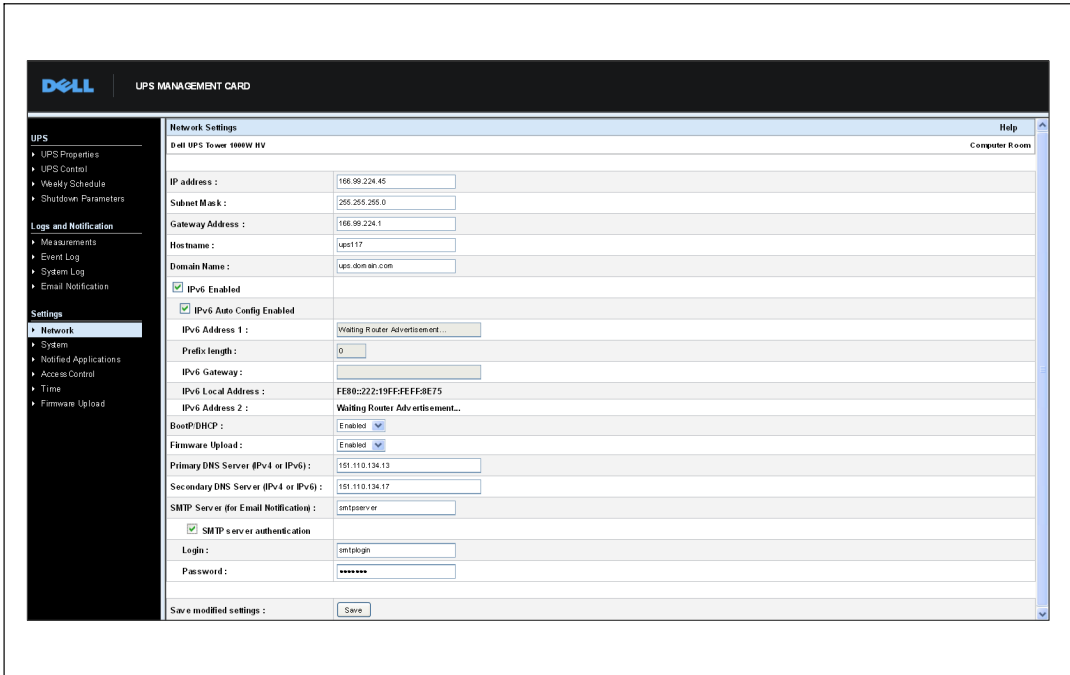 DELL
UPS MANAGEMENT CARD
UPS
UPS Properties
UPS Control
Weekly Schedule
Shutdown Parameters
Logs and Notification
Measurements
Event Log
System Log
Email Notification
Settings
Network
System
Notified Applications
Access Control
Time
Firmware Upload
Network Settings Help
Dell UPS Tower 1000W HV Computer Room
IP address : 166.99.224.45
Subnet Mask : 255.255.255.0
Gateway Address : 166.99.224.1
Hostname : ups117
Domain Name : ups.domain.com
IPv6 Enabled
IPv6 Auto Config Enabled
IPv6 Address 1 : Waiting Router Advertisement...
Prefix length : 0
IPv6 Gateway :
IPv6 Local Address : FE80::222:19FF:FEFF:8E75
IPv6 Address 2 : Waiting Router Advertisement...
BootP/DHCP : Enabled
Firmware Upload : Enabled
Primary DNS Server (IPv4 or IPv6) : 151.110.134.13
Secondary DNS Server (IPv4 or IPv6) : 151.110.134.17
SMTP Server (for Email Notification) : smtpserver
SMTP server authentication
Login : smtplogin
Password : •••••••
Save modified settings : Save